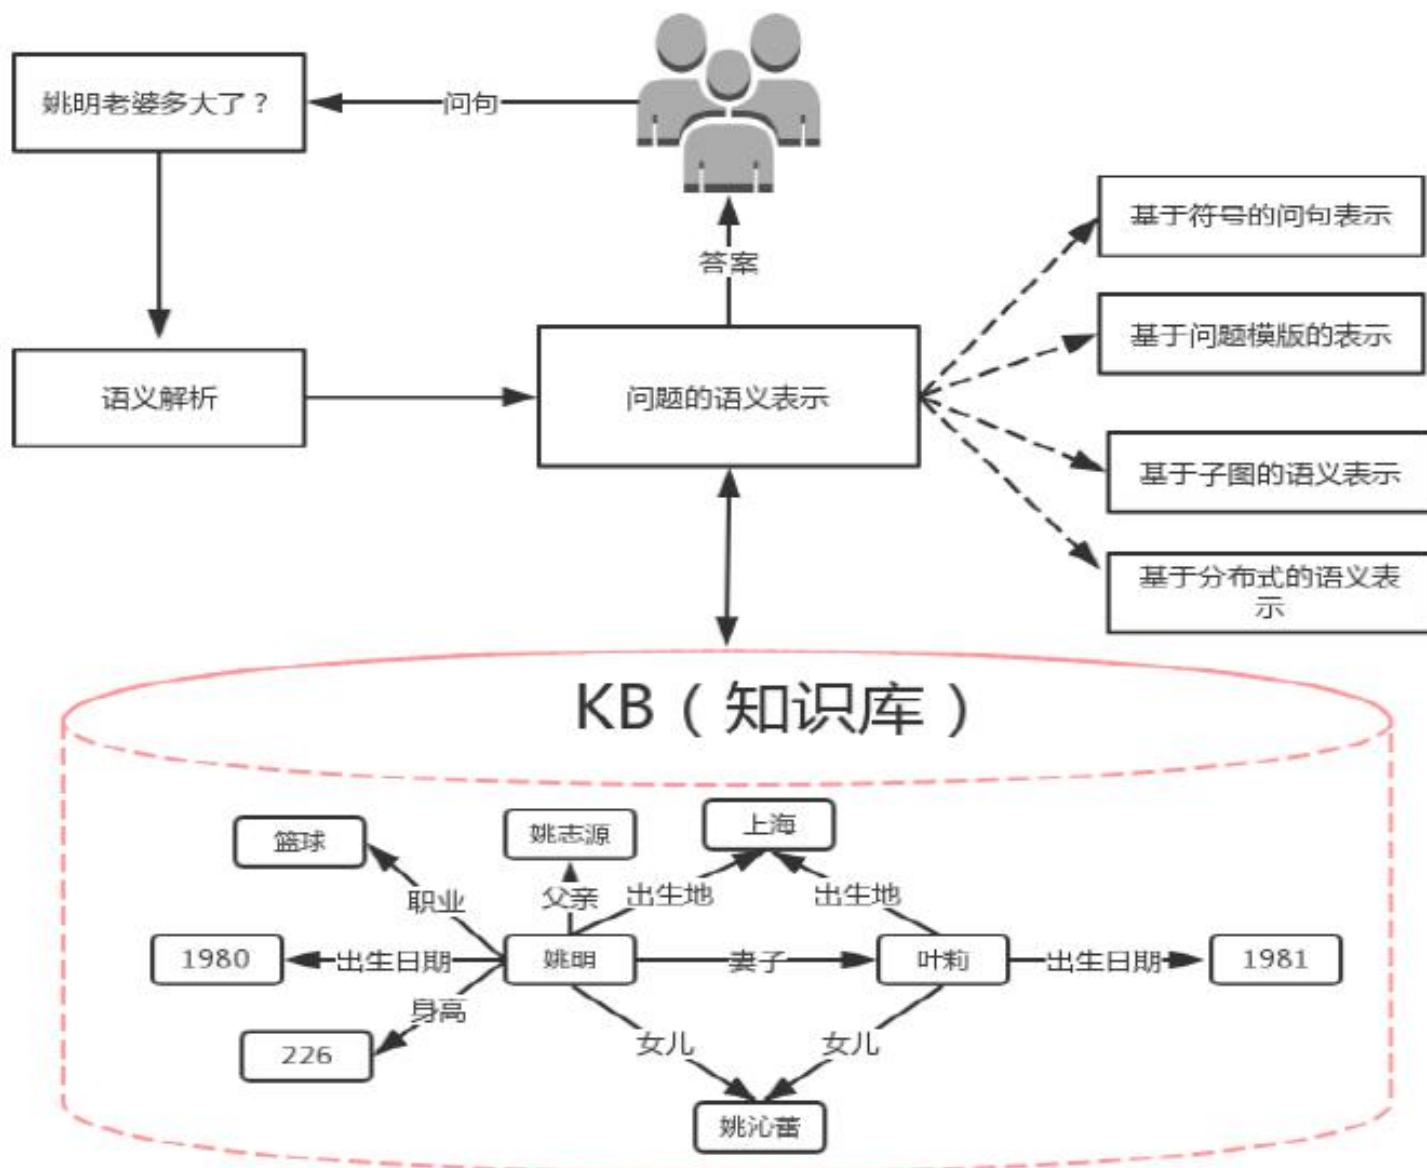 姚明老婆多大了？
问句
答案
语义解析
问题的语义表示
基于符号的问句表示
基于问题模版的表示
基于子图的语义表示
基于分布式的语义表
示
KB（知识库）
篮球
姚志源
上海
职业
父亲
出生地
出生地
1980
出生日期
姚明
妻子
叶莉
出生日期
1981
身高
226
女儿
女儿
姚沁蕾